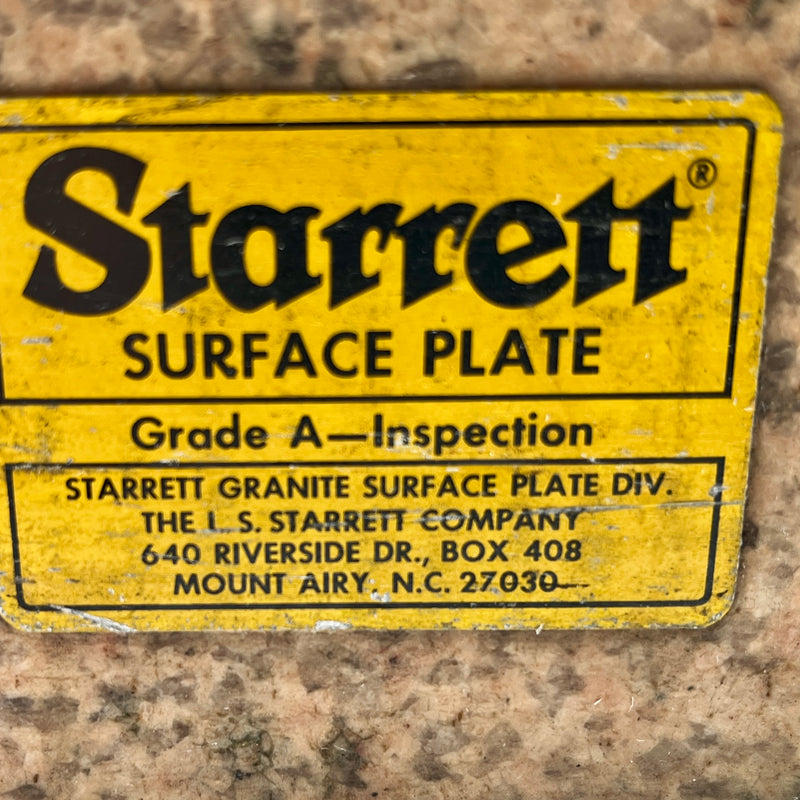 Starrett®
SURFACE PLATE
Grade A—Inspection
STARRETT GRANITE SURFACE PLATE DIV.
THE L.S. STARRETT COMPANY
640 RIVERSIDE DR., BOX 408
MOUNT AIRY, N.C. 27030